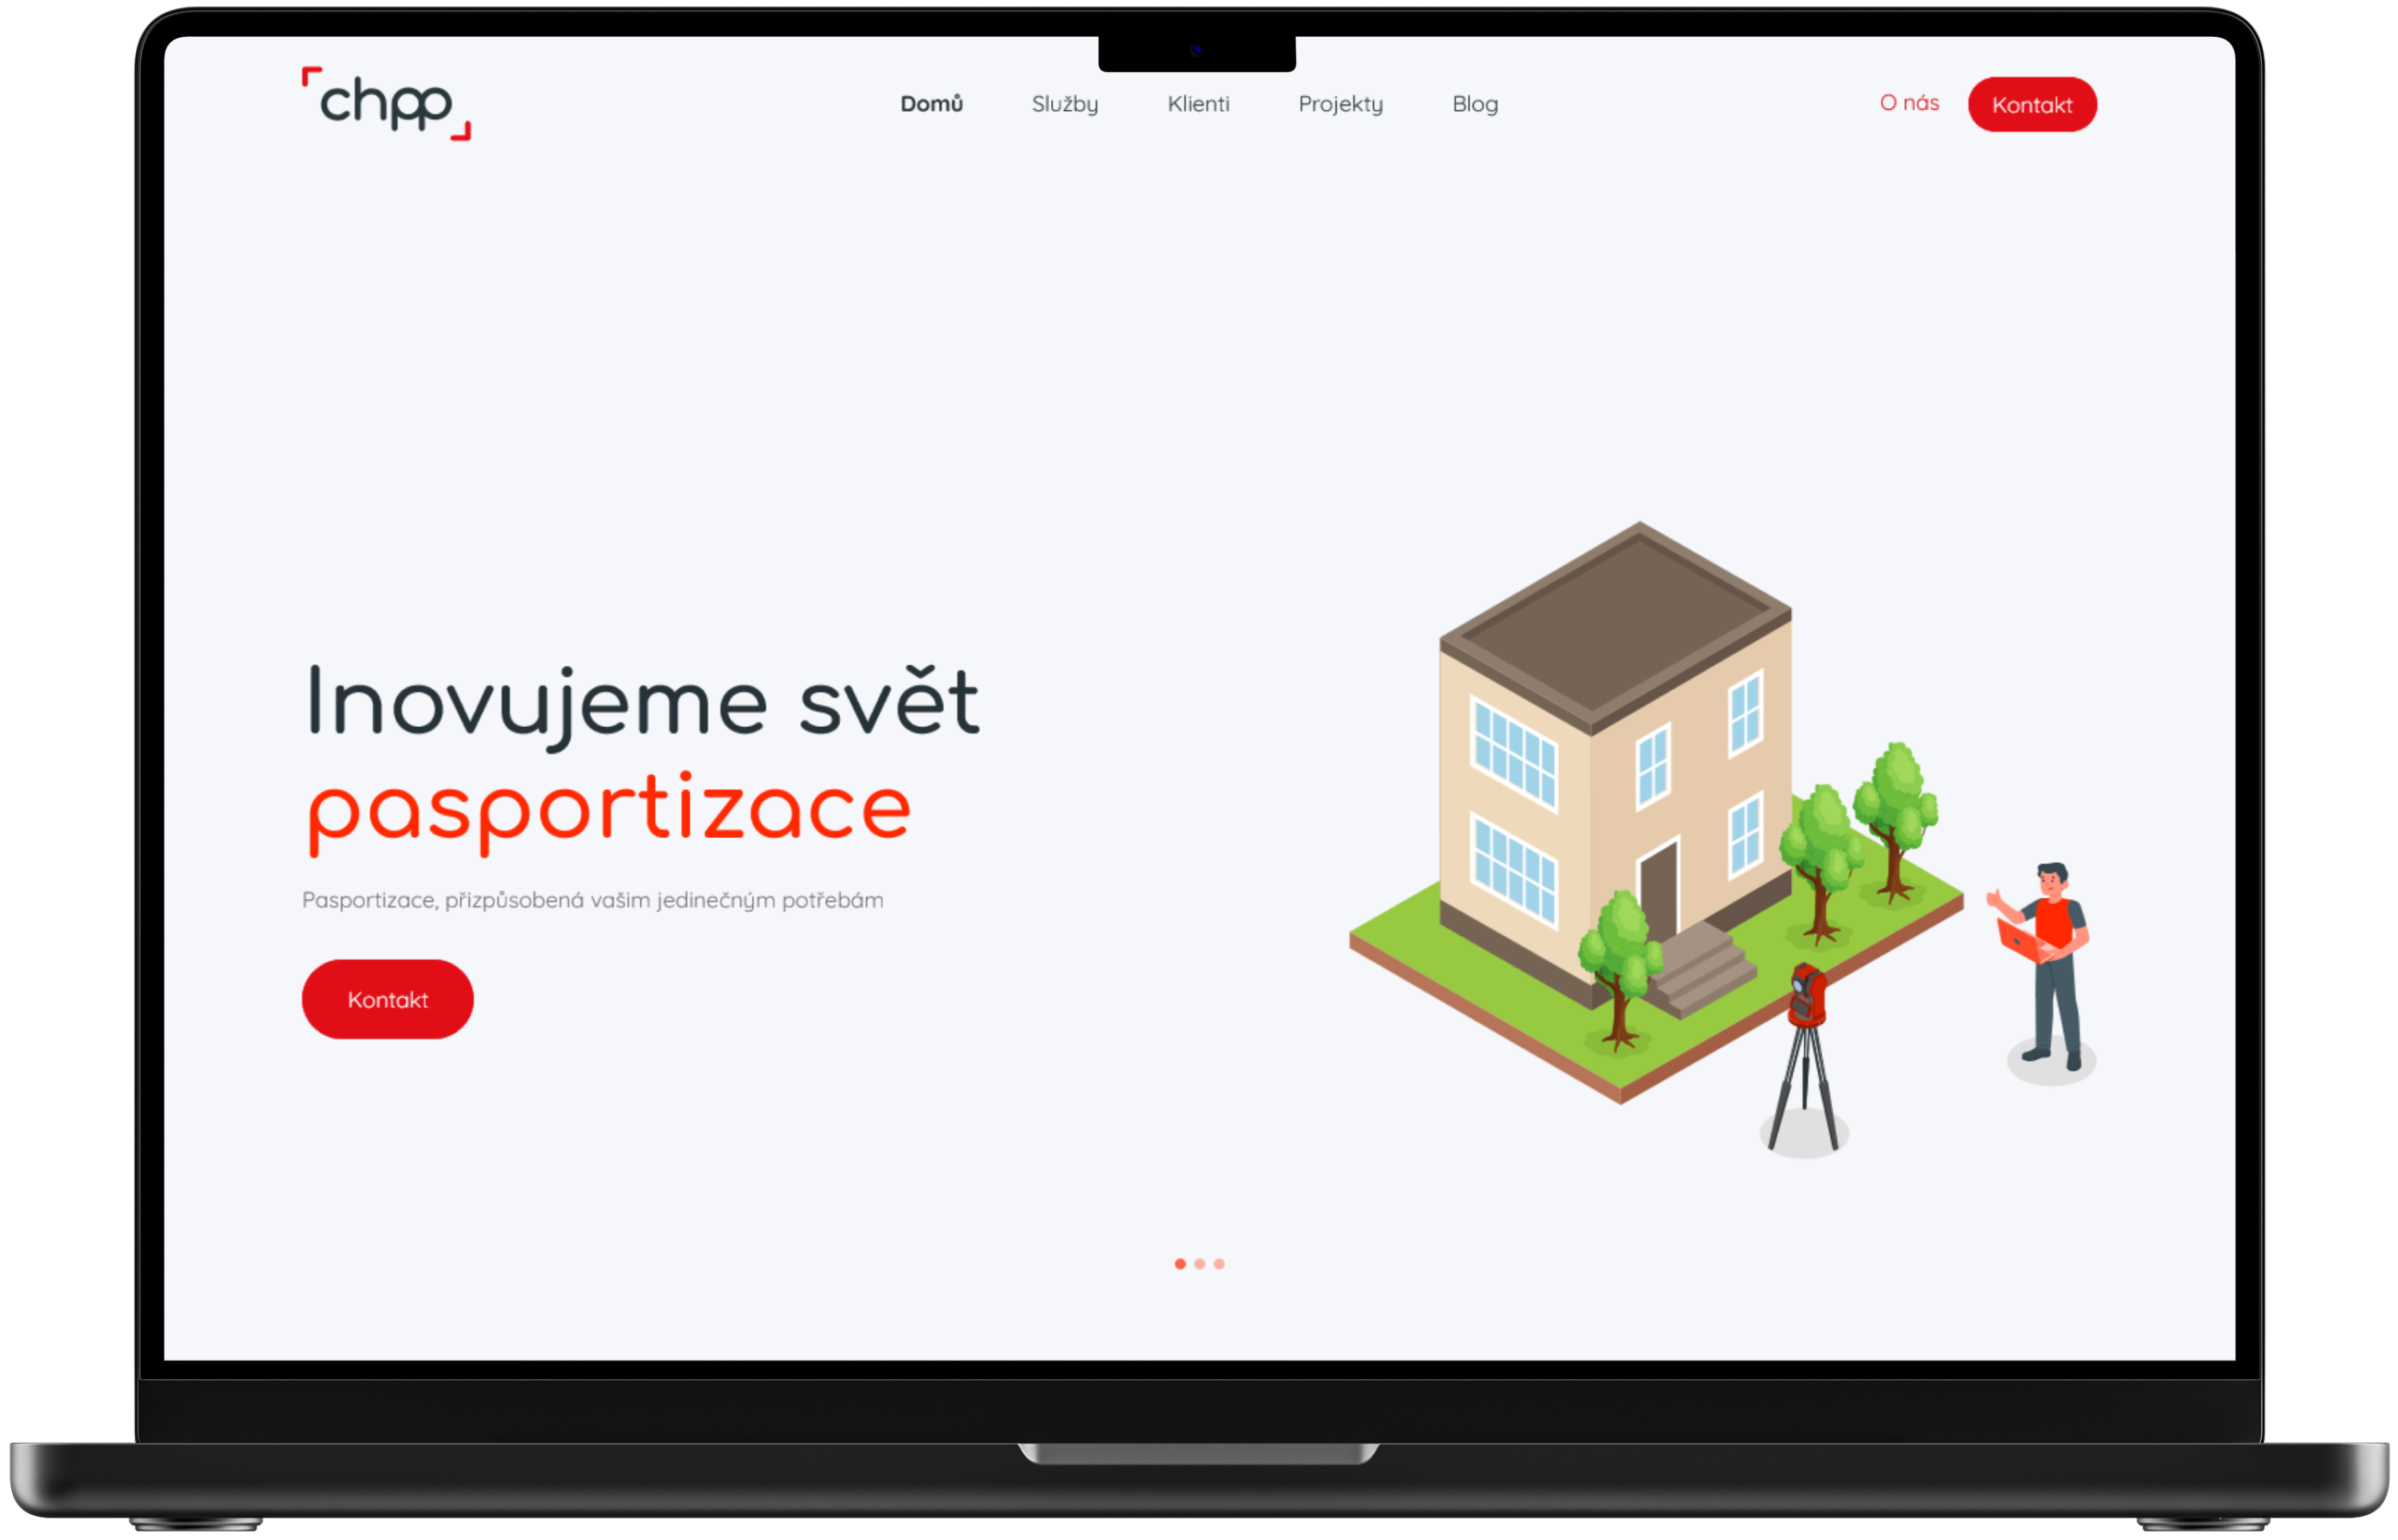 chpp
Domů Služby Klienti Projekty Blog
O nás Kontakt
Inovujeme svět
pasportizace
Pasportizace, přizpůsobená vašim jedinečným potřebám
Kontakt